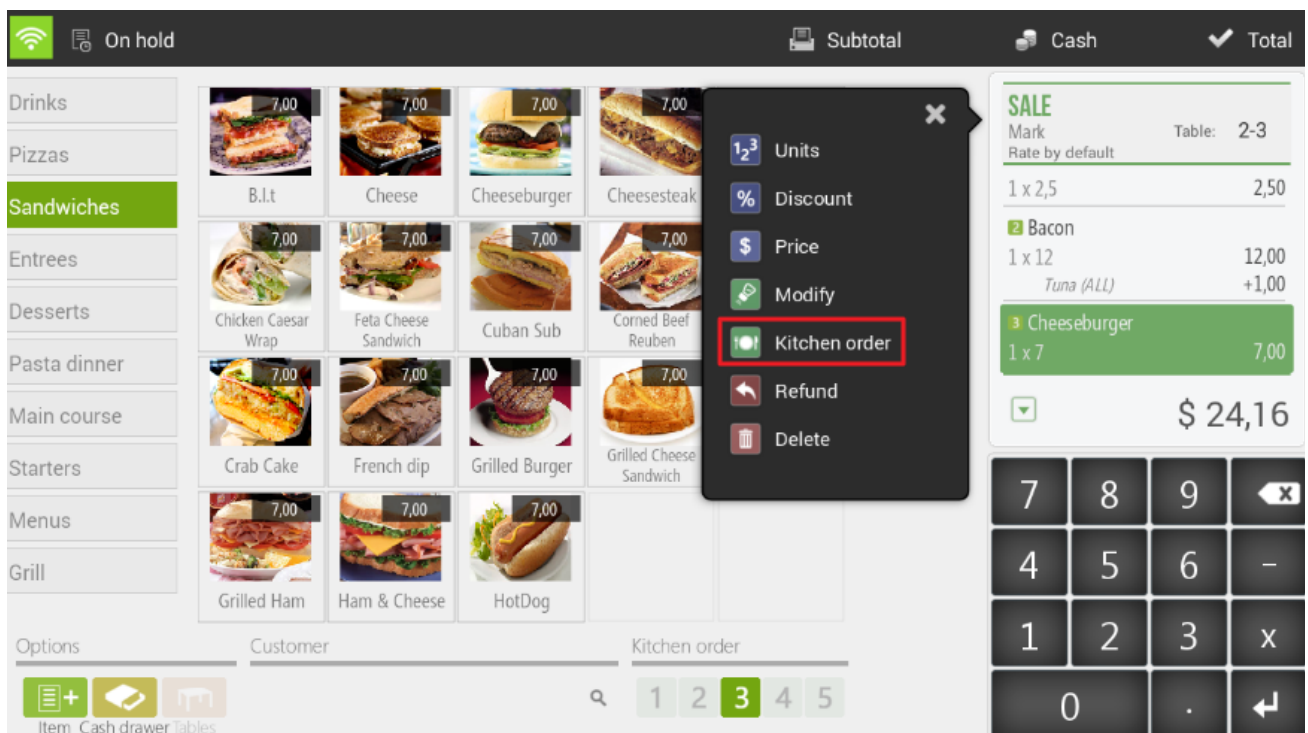 On hold
Subtotal
Cash
Total
Drinks
Pizzas
Sandwiches
Entrees
Desserts
Pasta dinner
Main course
Starters
Menus
Grill
7,00
7,00
7,00
7,00
B.l.t
Cheese
Cheeseburger
Cheesesteak
7,00
7,00
7,00
7,00
Chicken Caesar
Wrap
Feta Cheese
Sandwich
Cuban Sub
Corned Beef
Reuben
7,00
7,00
7,00
7,00
Crab Cake
French dip
Grilled Burger
Grilled Cheese
Sandwich
7,00
7,00
7,00
Grilled Ham
Ham & Cheese
HotDog
Units
Discount
Price
Modify
Kitchen order
Refund
Delete
SALE
Mark
Table: 2-3
Rate by default
1 x 2,5 2,50
2 Bacon
1 x 12 12,00
Tuna (ALL) +1,00
3 Cheeseburger
1 x 7 7,00
$ 24,16
7 8 9 x
4 5 6 -
1 2 3 x
0 .
Options
Customer
Kitchen order
Item
Cash drawer
Tables
1 2 3 4 5